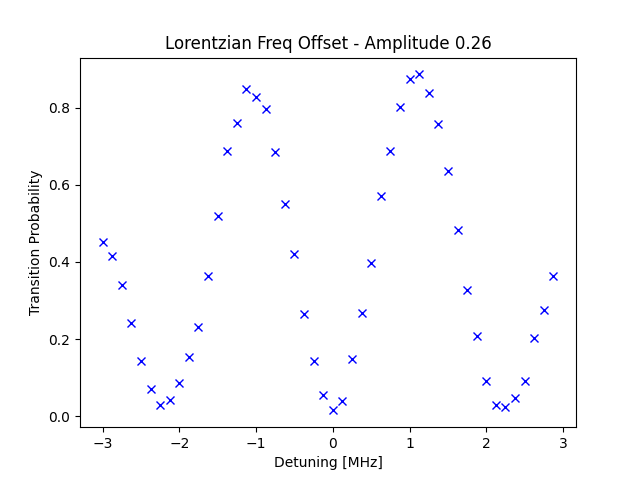 Lorentzian Freq Offset - Amplitude 0.26
Transition Probability
0.8
0.6
0.4
0.2
0.0
−3 −2 −1 0 1 2 3
Detuning [MHz]